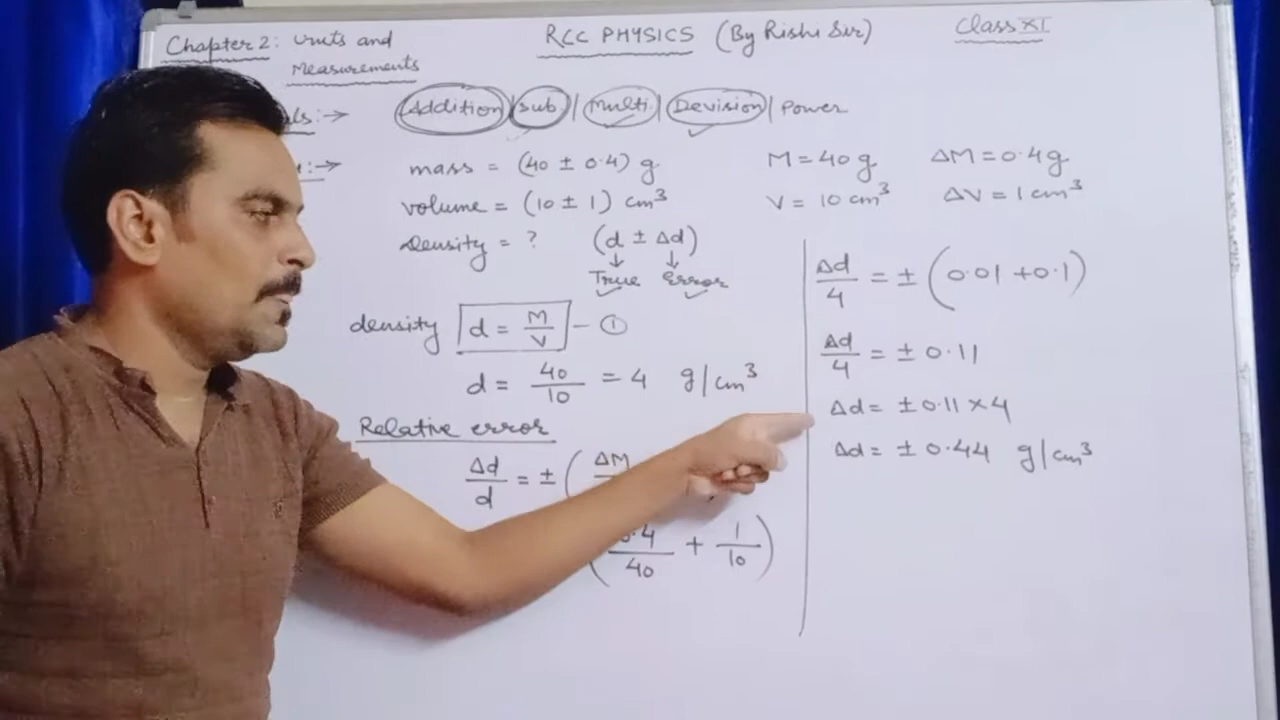 Chapter 2: Units and
Measurements
RCC PHYSICS (By Rishi Sir)
Class XI
ls:→ Addition | Sub | Multi | Devision | Power
:→ mass = (40 ± 0.4) g
M = 40 g ΔM = 0.4 g
volume = (10 ± 1) cm³
V = 10 cm³ ΔV = 1 cm³
Density = ? (d ± Δd)
↓ ↓
True Error
density d = M/V — ①
d = 40/10 = 4 g/cm³
Relative error
Δd/d = ± (ΔM
0.4/40 + 1/10)
Δd/4 = ± (0.01 + 0.1)
Δd/4 = ± 0.11
Δd = ± 0.11 × 4
Δd = ± 0.44 g/cm³